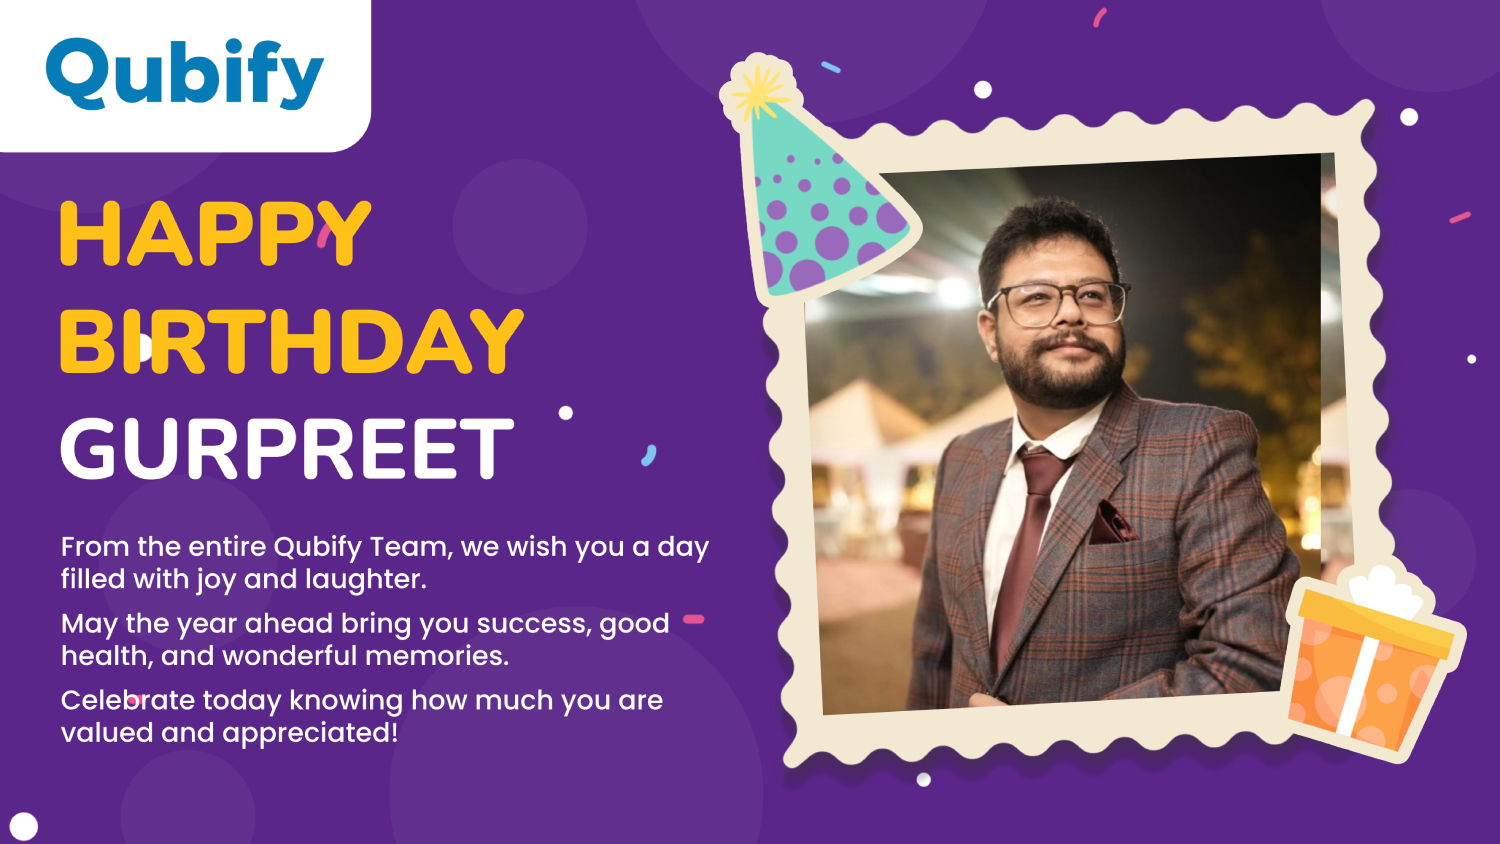 Qubify
HAPPY
BIRTHDAY
GURPREET
From the entire Qubify Team, we wish you a day
filled with joy and laughter.
May the year ahead bring you success, good
health, and wonderful memories.
Celebrate today knowing how much you are
valued and appreciated!